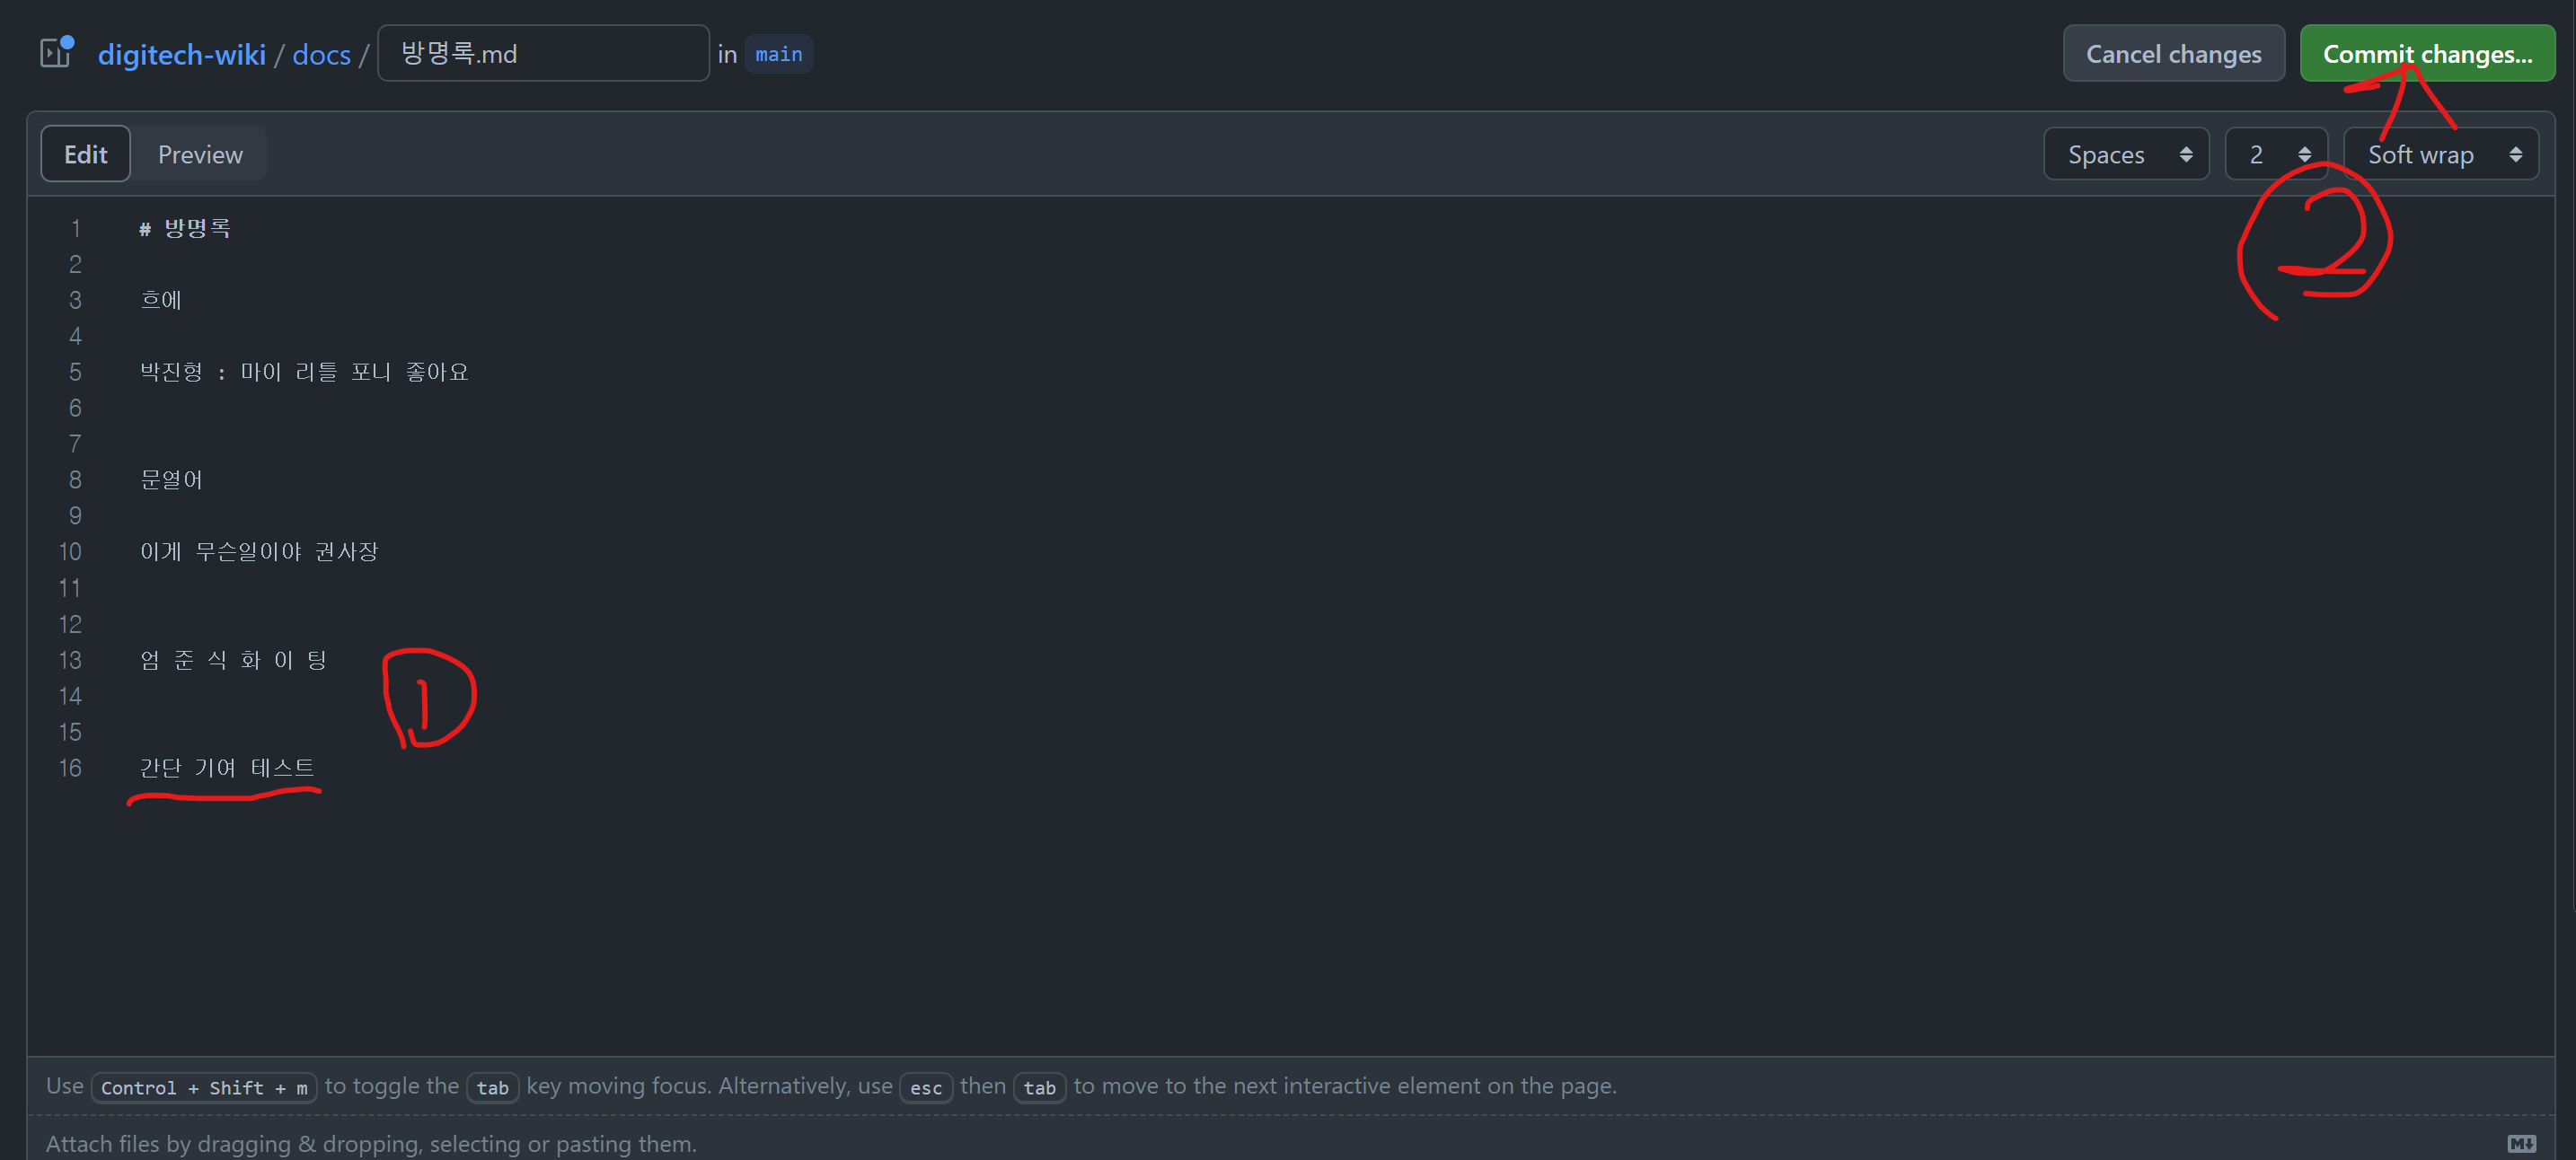 digitech-wiki / docs / 방명록.md in main
Cancel changes
Commit changes...
Edit
Preview
Spaces
2
Soft wrap
②
1 # 방명록
2
3 흐에
4
5 박진형 : 마이 리틀 포니 좋아요
6
7
8 문열어
9
10 이게 무슨일이야 권사장
11
12
13 엄 준 식 화 이 팅
①
14
15
16 간단 기여 테스트
Use Control + Shift + m to toggle the tab key moving focus. Alternatively, use esc then tab to move to the next interactive element on the page.
Attach files by dragging & dropping, selecting or pasting them.
M↓